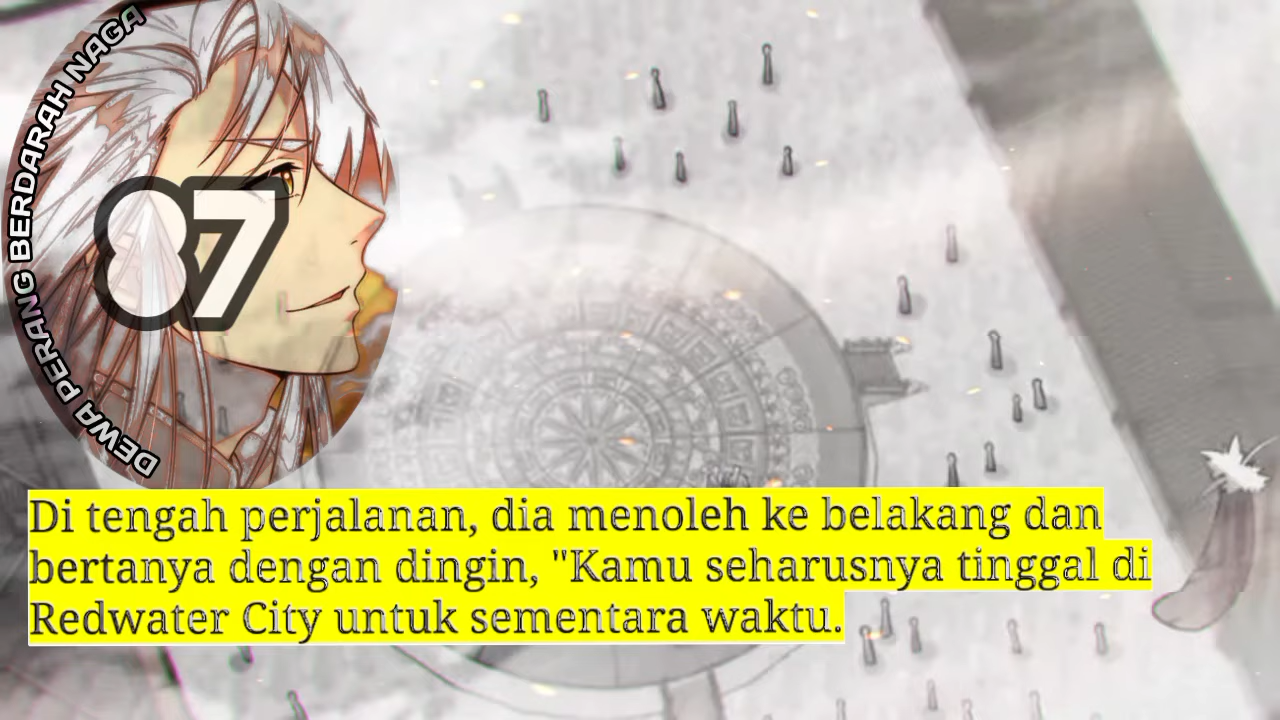 DEWA PERANG BERDARAH NAGA
87
Di tengah perjalanan, dia menoleh ke belakang dan
bertanya dengan dingin, "Kamu seharusnya tinggal di
Redwater City untuk sementara waktu.